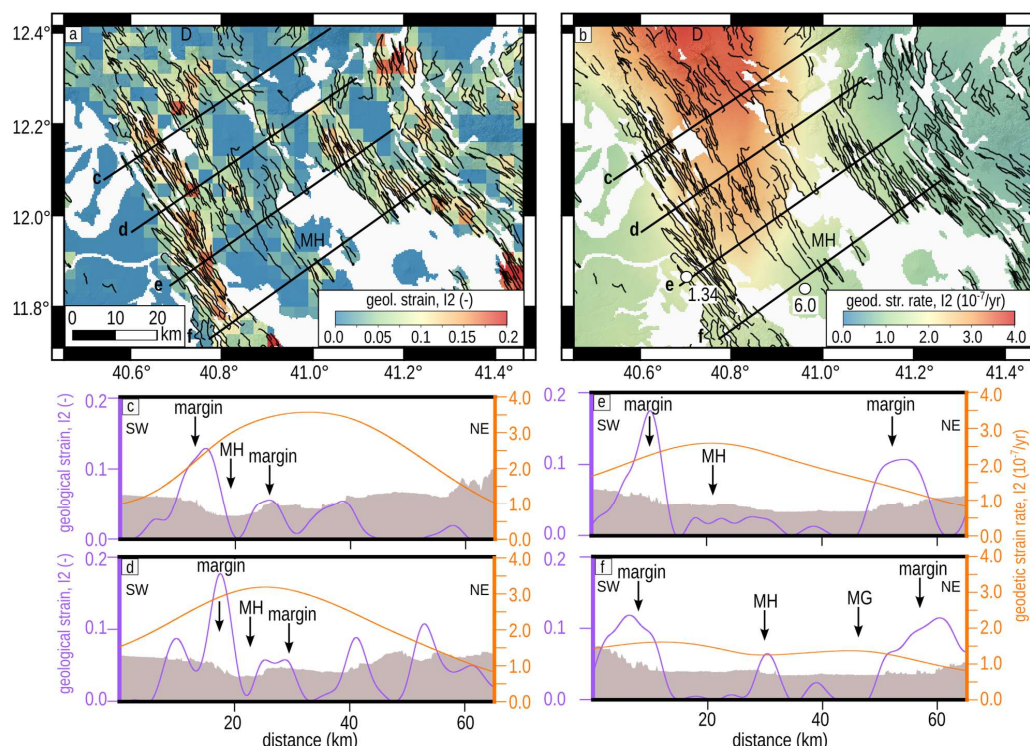 a
D
M
12.4°
12.2°
12.0°
11.8°
c
d
e
f
MH
0 10 20
km
geol. strain, I2 (-)
0.0 0.05 0.1 0.15 0.2
40.6° 40.8° 41.0° 41.2° 41.4°
b
D
c
d
e
f
MH
1.34
6.0
geod. str. rate, I2 (10⁻⁷/yr)
0.0 1.0 2.0 3.0 4.0
40.6° 40.8° 41.0° 41.2° 41.4°
c
SW
NE
margin
MH
margin
0.2
0.1
0.0
4.0
3.0
2.0
1.0
0.0
geological strain, I2 (-)
20 40 60
e
SW
NE
margin
MH
margin
0.2
0.1
0.0
4.0
3.0
2.0
1.0
0.0
geodetic strain rate, I2 (10⁻⁷/yr)
d
SW
NE
margin
MH
margin
0.2
0.1
0.0
4.0
3.0
2.0
1.0
0.0
geological strain, I2 (-)
20 40 60
distance (km)
f
SW
NE
margin
MH
MG
margin
0.2
0.1
0.0
4.0
3.0
2.0
1.0
0.0
20 40 60
distance (km)